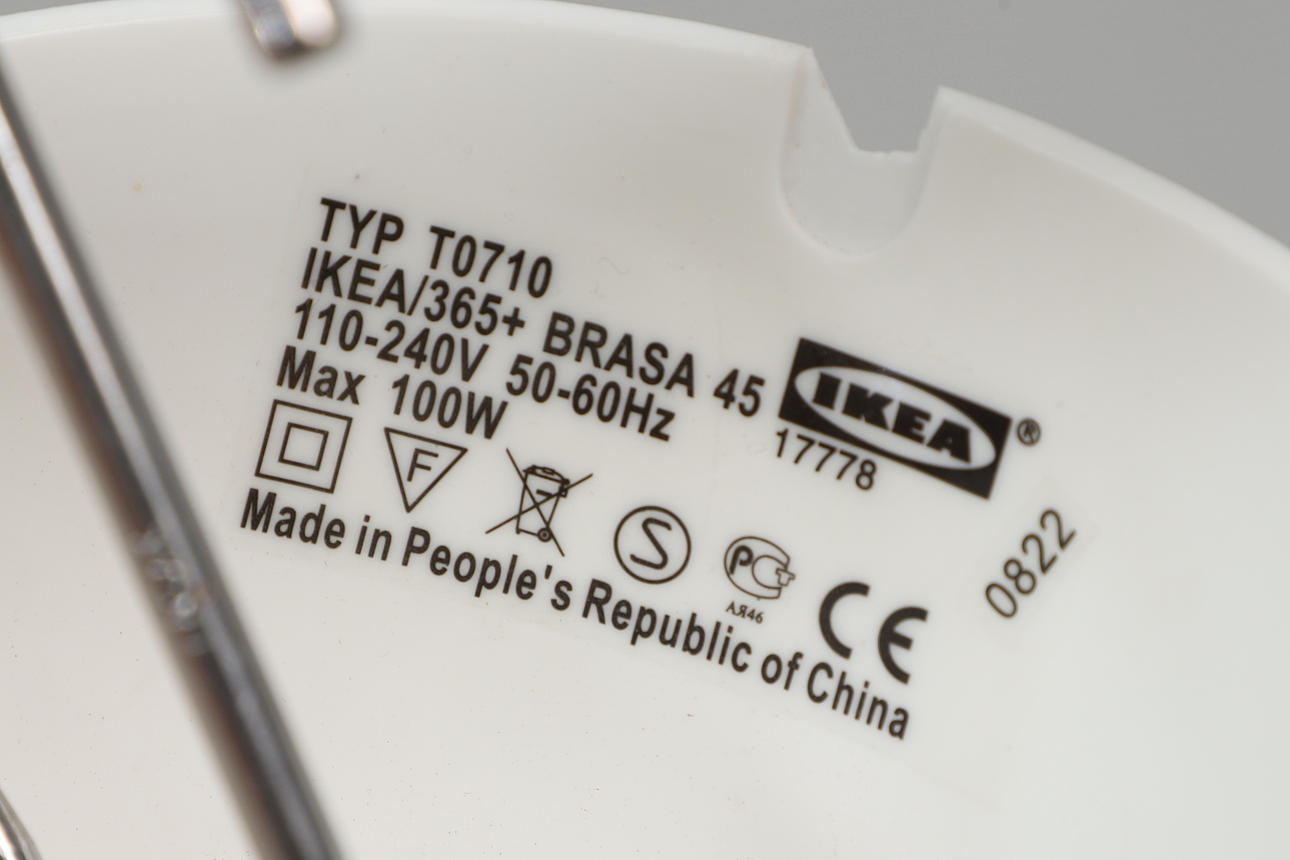 TYP T0710
IKEA/365+ BRASA 45
110-240V 50-60Hz
Max 100W
IKEA®
17778
F
S
PCT
АЯ46
CE
0822
Made in People's Republic of China